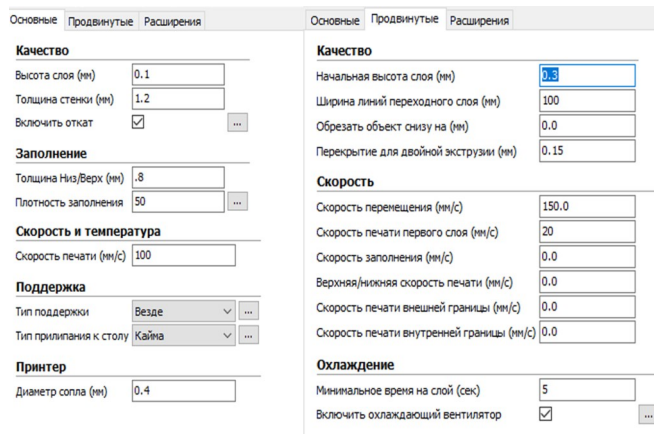 Основные Продвинутые Расширения
Качество
Высота слоя (мм) 0.1
Толщина стенки (мм) 1.2
Включить откат ...
Заполнение
Толщина Низ/Верх (мм) .8
Плотность заполнения 50 ...
Скорость и температура
Скорость печати (мм/с) 100
Поддержка
Тип поддержки Везде ...
Тип прилипания к столу Кайма ...
Принтер
Диаметр сопла (мм) 0.4
Основные Продвинутые Расширения
Качество
Начальная высота слоя (мм) 0.3
Ширина линий переходного слоя (мм) 100
Обрезать объект снизу на (мм) 0.0
Перекрытие для двойной экструзии (мм) 0.15
Скорость
Скорость перемещения (мм/с) 150.0
Скорость печати первого слоя (мм/с) 20
Скорость заполнения (мм/с) 0.0
Верхняя/нижняя скорость печати (мм/с) 0.0
Скорость печати внешней границы (мм/с) 0.0
Скорость печати внутренней границы (мм/с) 0.0
Охлаждение
Минимальное время на слой (сек) 5
Включить охлаждающий вентилятор ...